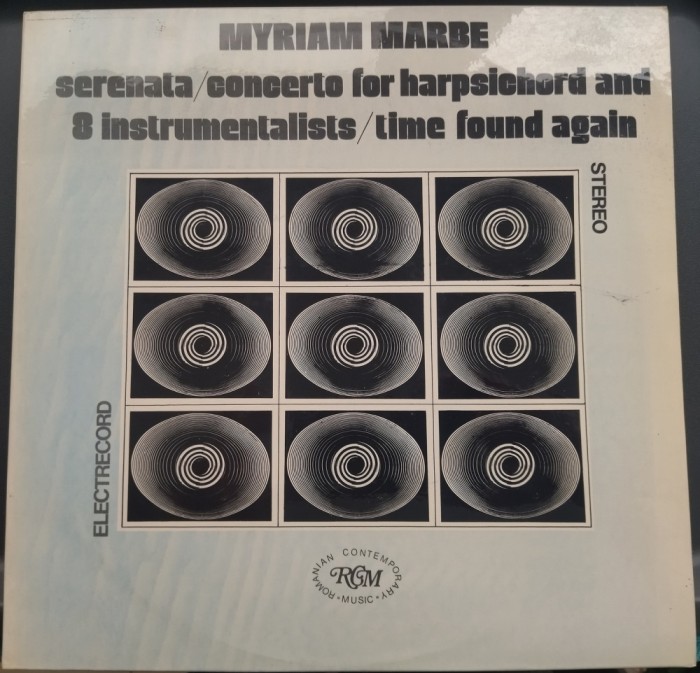 MYRIAM MARBE
serenata/concerto for harpsichord and
8 instrumentalists/time found again
STEREO
ELECTRECORD
ROMANIAN CONTEMPORARY
RCM
• MUSIC •